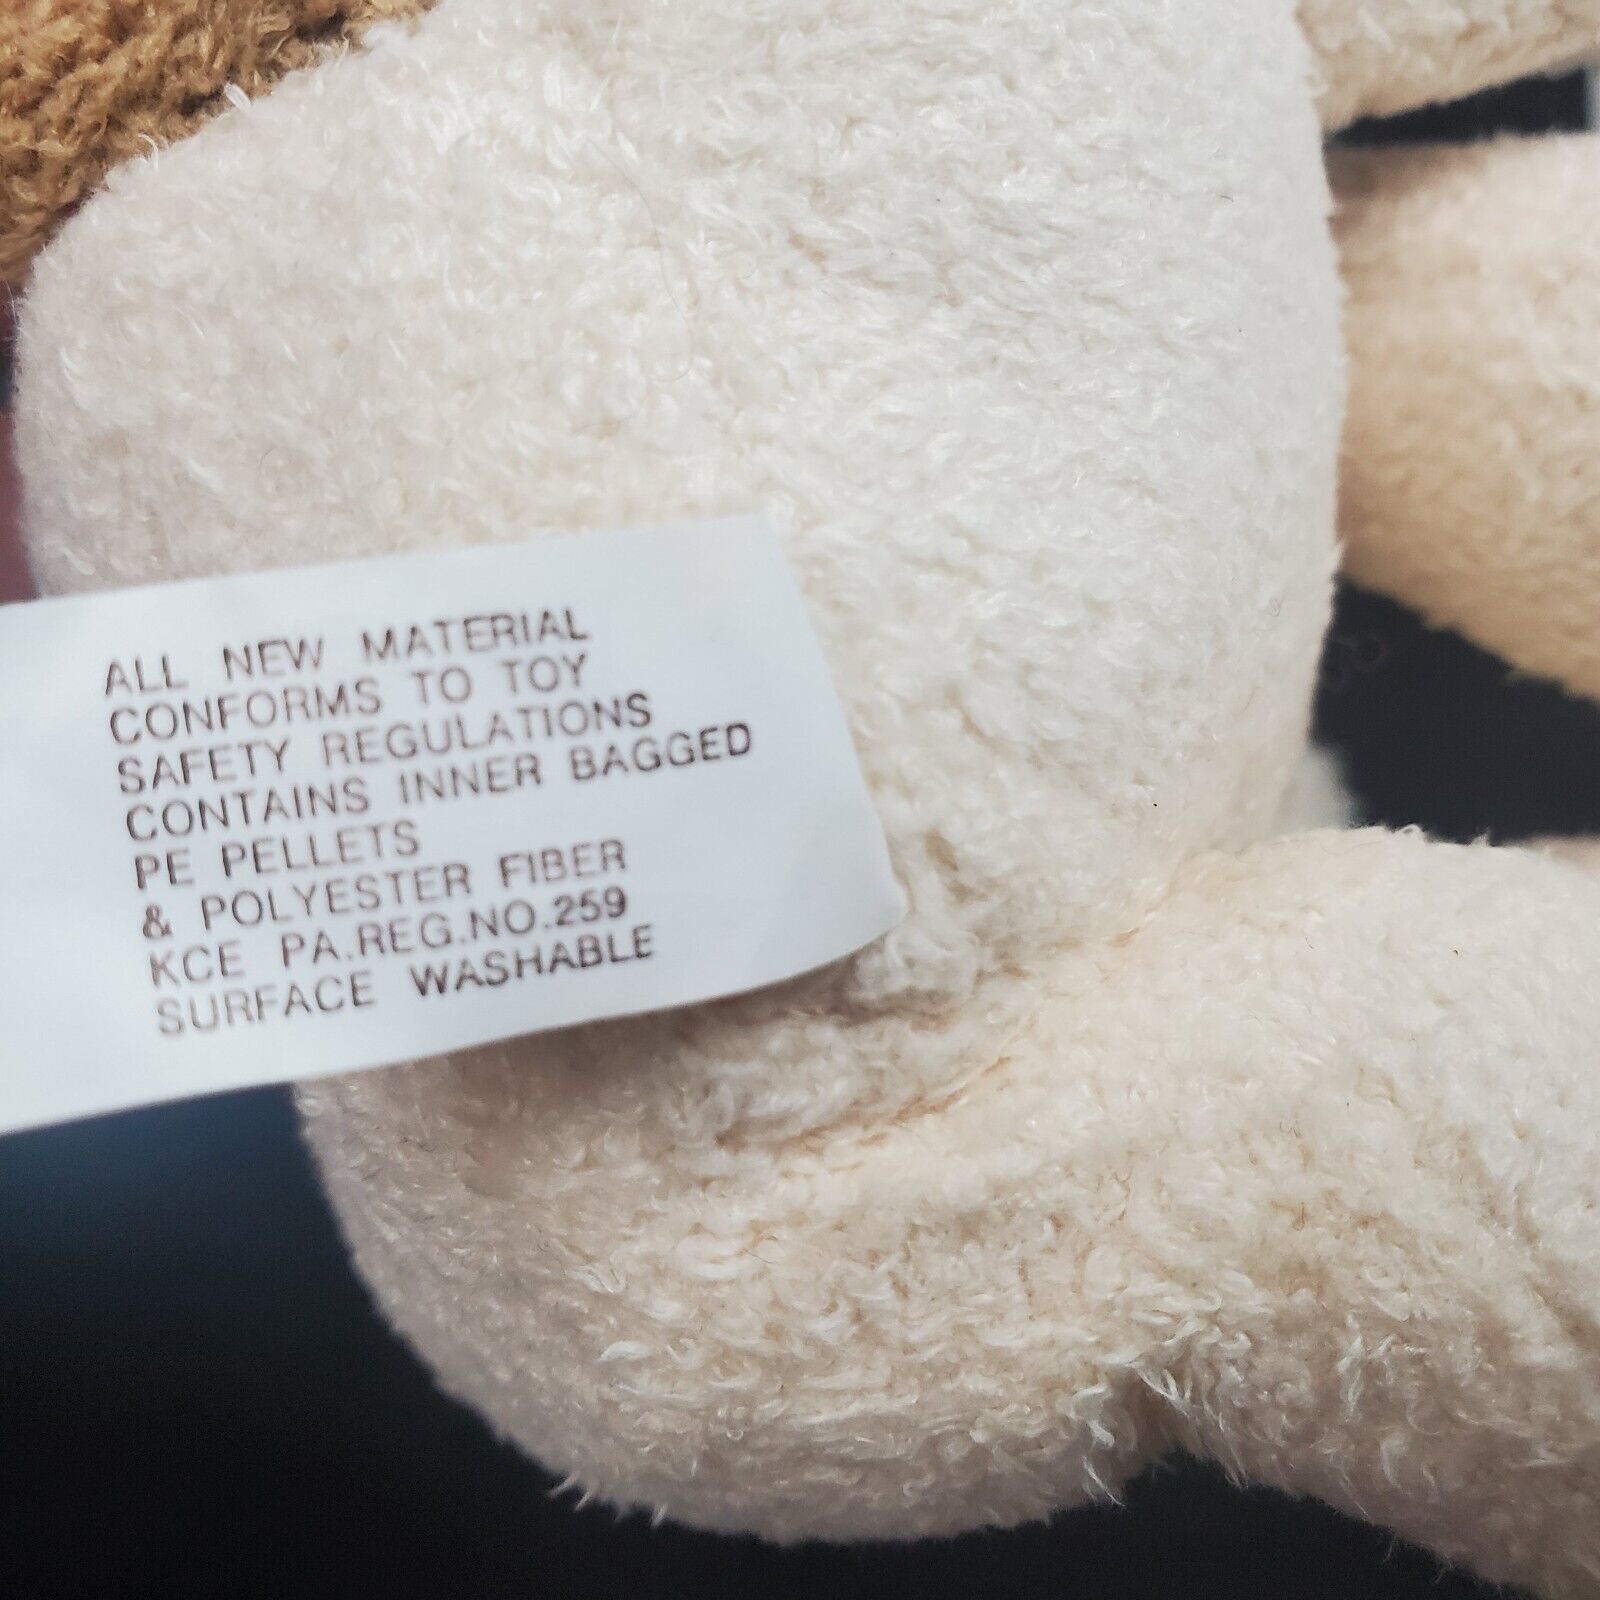 ALL NEW MATERIAL
CONFORMS TO TOY
SAFETY REGULATIONS
CONTAINS INNER BAGGED
PE PELLETS
& POLYESTER FIBER
KCE PA.REG.NO.259
SURFACE WASHABLE